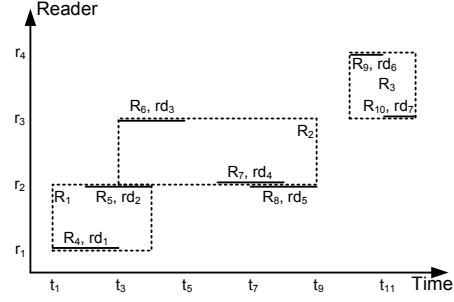 Reader
r4
R9, rd6
R3
R10, rd7
R6, rd3
r3
R2
R7, rd4
r2
R1
R5, rd2
R8, rd5
R4, rd1
r1
t1 t3 t5 t7 t9 t11 Time